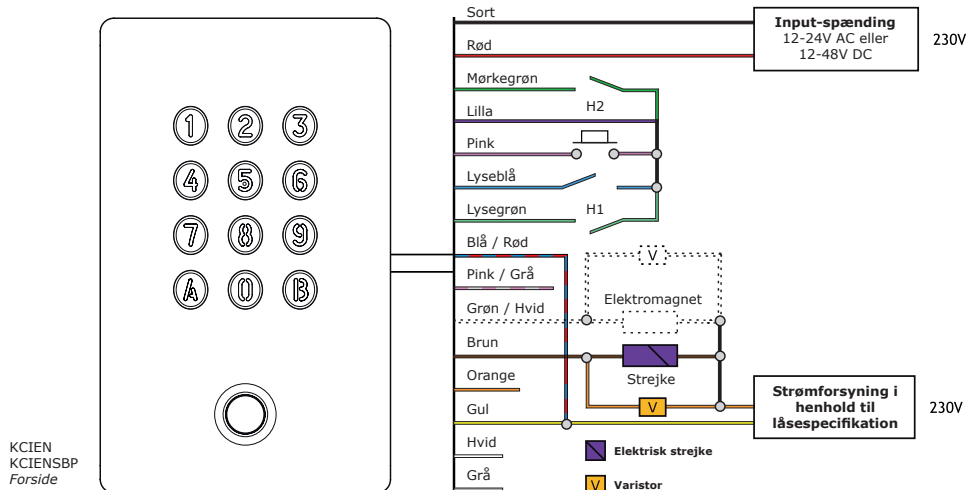 Sort
Input-spænding
12-24V AC eller
12-48V DC
230V
Rød
Mørkegrøn
H2
Lilla
1 2 3
Pink
4 5 6
Lyseblå
Lysegrøn
H1
7 8 9
Blå / Rød
V
Pink / Grå
A 0 B
Grøn / Hvid
Elektromagnet
Brun
Strejke
Orange
V
Gul
Strømforsyning i
henhold til
låsespecifikation
230V
Hvid
Elektrisk strejke
Grå
V Varistor
KCIEN
KCIENSBP
Forside